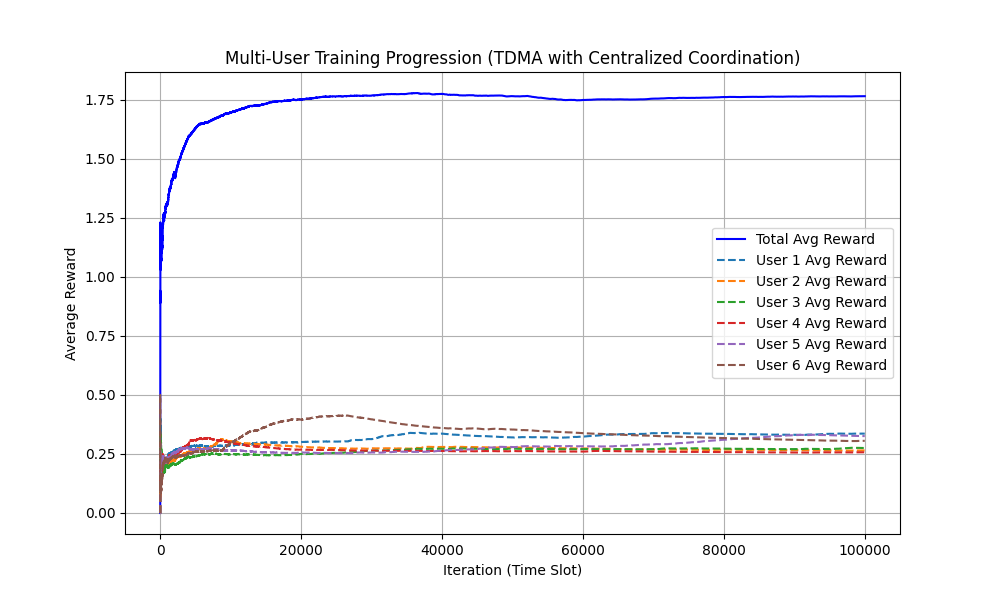 Multi-User Training Progression (TDMA with Centralized Coordination)
Average Reward
1.75
1.50
1.25
1.00
0.75
0.50
0.25
0.00
Total Avg Reward
User 1 Avg Reward
User 2 Avg Reward
User 3 Avg Reward
User 4 Avg Reward
User 5 Avg Reward
User 6 Avg Reward
0 20000 40000 60000 80000 100000
Iteration (Time Slot)